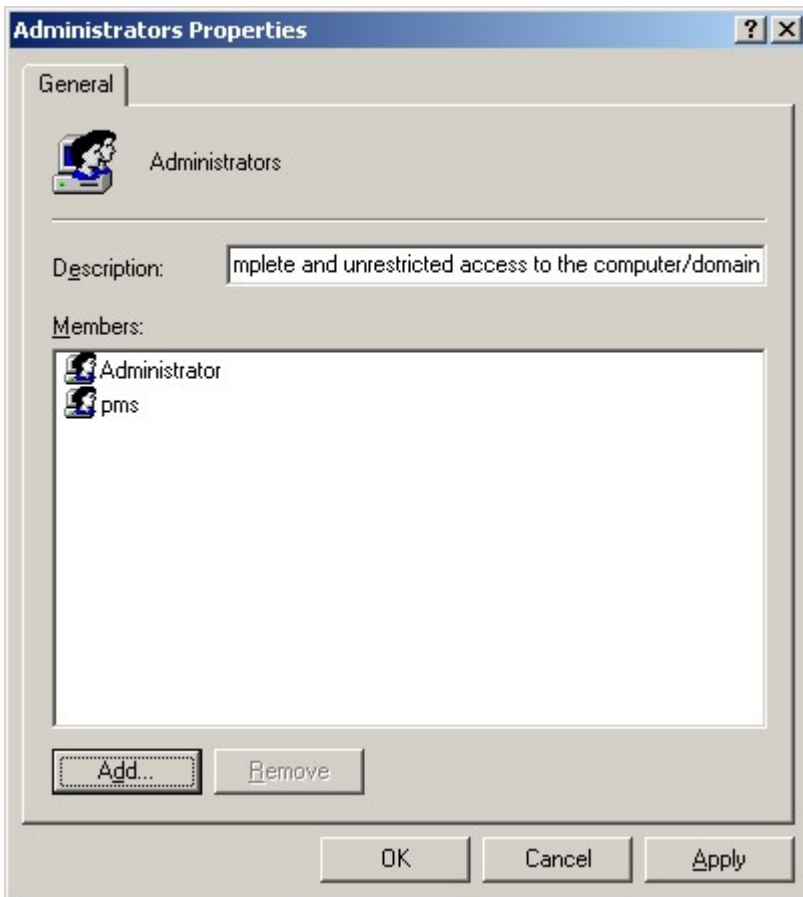 Administrators Properties
General
Administrators
Description: mplete and unrestricted access to the computer/domain
Members:
Administrator
pms
Add... Remove
OK Cancel Apply